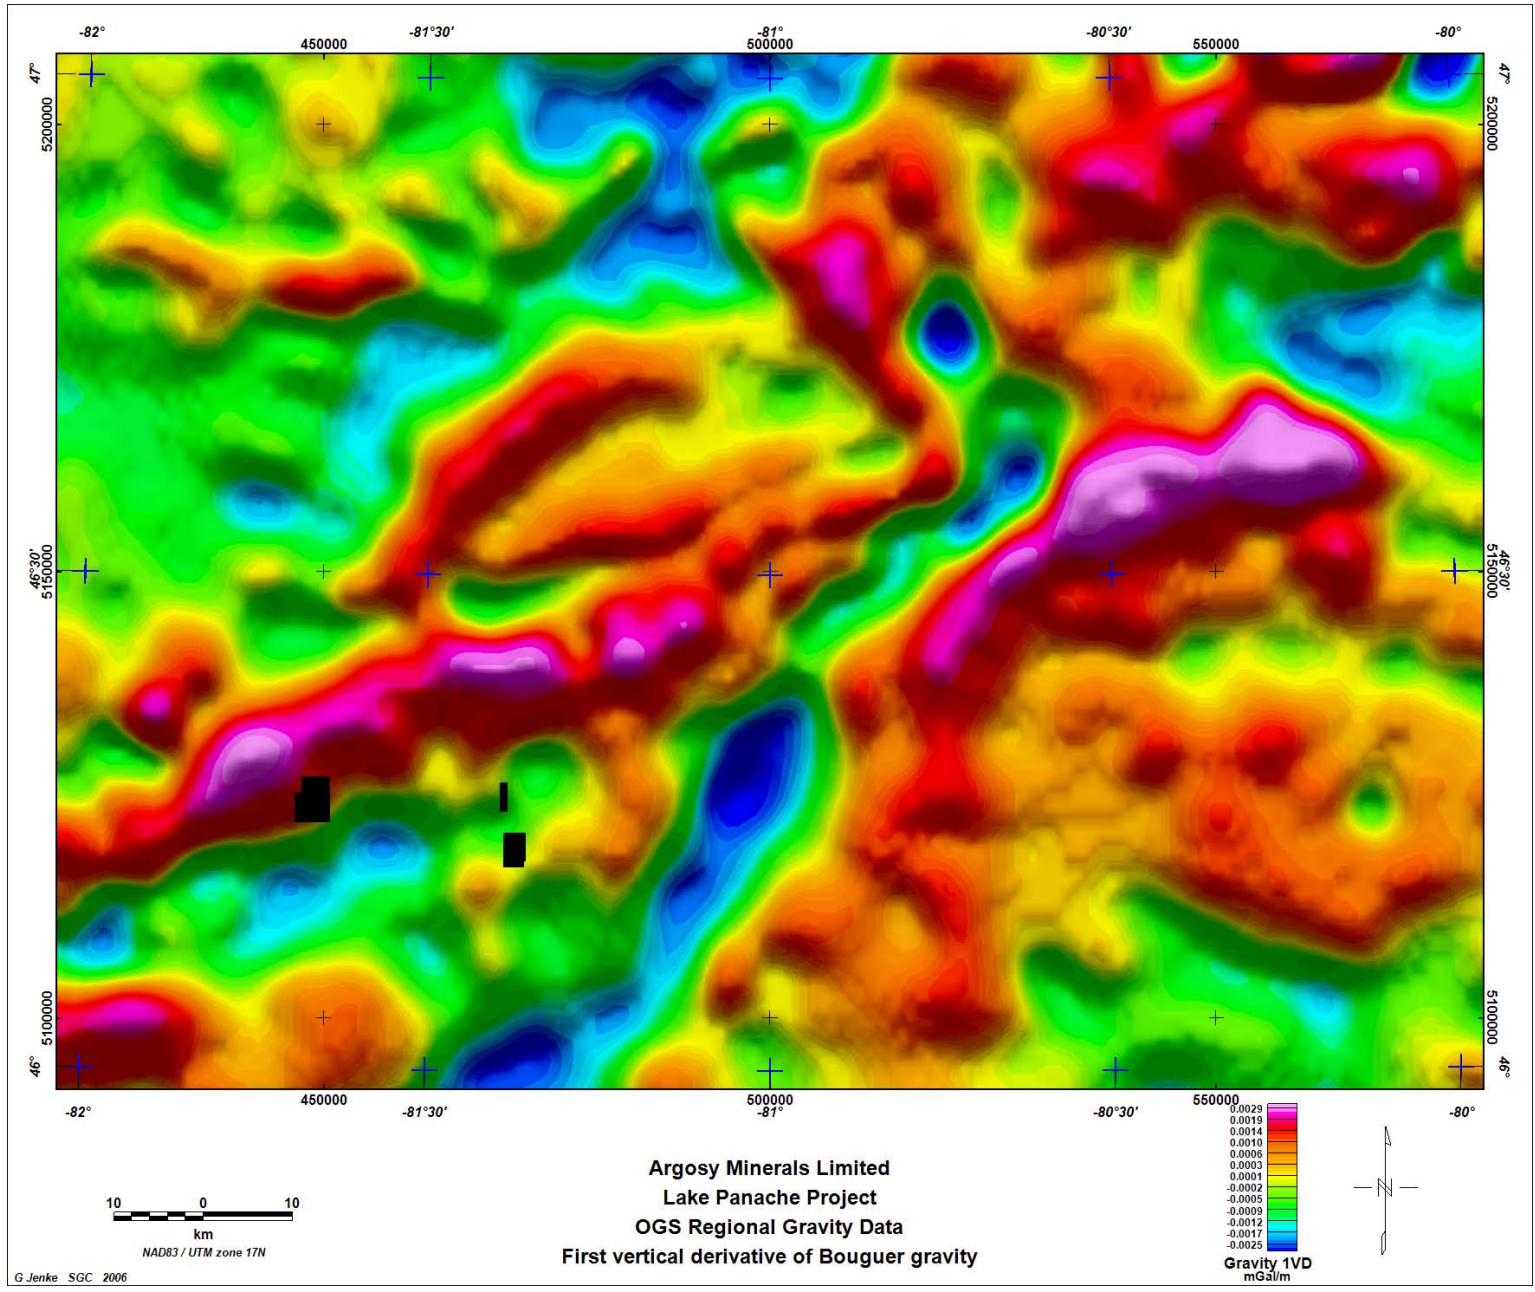 -82° -81°30' -81° -80°30' -80°
450000 500000 550000
47° 47°
5200000 5200000
46°30' 46°30'
5150000 5150000
5100000 5100000
46° 46°
450000 500000 550000
-82° -81°30' -81° -80°30' -80°
0.0029
0.0019
0.0014
0.0010
0.0006
0.0003
0.0001
-0.0002
-0.0005
-0.0009
-0.0012
-0.0017
-0.0025
Gravity 1VD
mGal/m
Argosy Minerals Limited
Lake Panache Project
OGS Regional Gravity Data
First vertical derivative of Bouguer gravity
10 0 10
km
NAD83 / UTM zone 17N
N
G Jenke SGC 2006